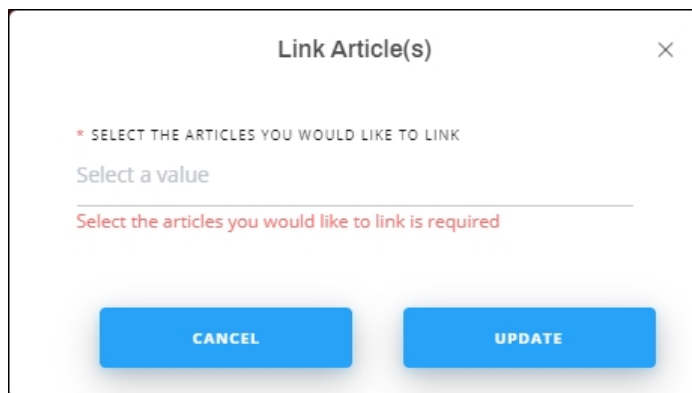 Link Article(s)
* SELECT THE ARTICLES YOU WOULD LIKE TO LINK
Select a value
Select the articles you would like to link is required
CANCEL UPDATE